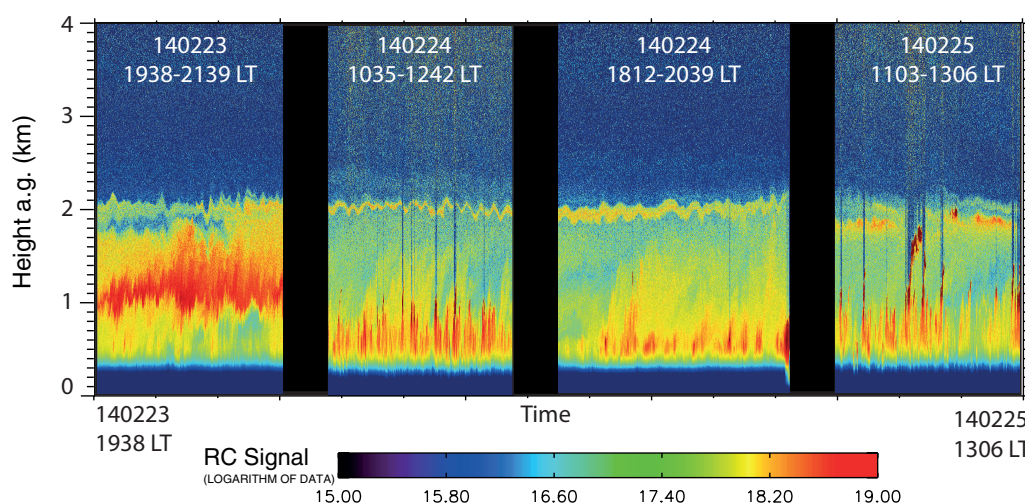 4
3
2
1
0
Height a.g. (km)
140223
1938-2139 LT
140224
1035-1242 LT
140224
1812-2039 LT
140225
1103-1306 LT
140223
1938 LT
Time
140225
1306 LT
RC Signal
(LOGARITHM OF DATA)
15.00 15.80 16.60 17.40 18.20 19.00